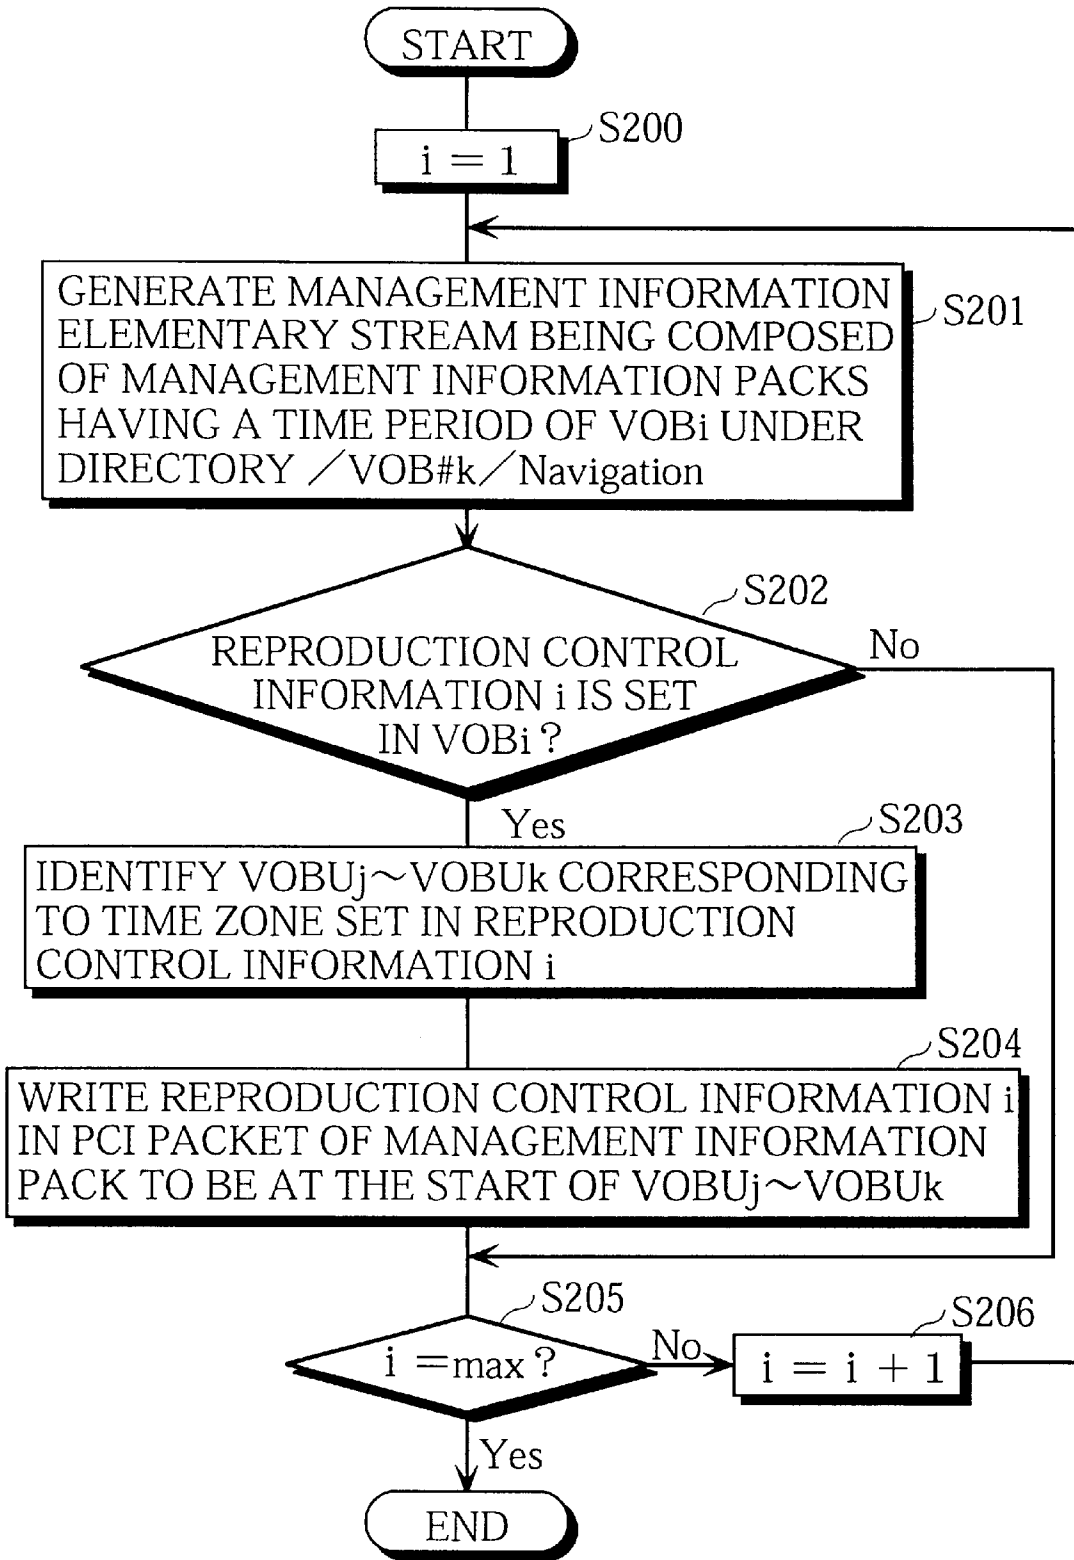 START
S200
i = 1
GENERATE MANAGEMENT INFORMATION
ELEMENTARY STREAM BEING COMPOSED
OF MANAGEMENT INFORMATION PACKS
HAVING A TIME PERIOD OF VOBi UNDER
DIRECTORY /VOB#k/Navigation
S201
S202
REPRODUCTION CONTROL
INFORMATION i IS SET
IN VOBi?
No
Yes
S203
IDENTIFY VOBUj~VOBUk CORRESPONDING
TO TIME ZONE SET IN REPRODUCTION
CONTROL INFORMATION i
S204
WRITE REPRODUCTION CONTROL INFORMATION i
IN PCI PACKET OF MANAGEMENT INFORMATION
PACK TO BE AT THE START OF VOBUj~VOBUk
S205
i =max?
No
S206
i = i + 1
Yes
END